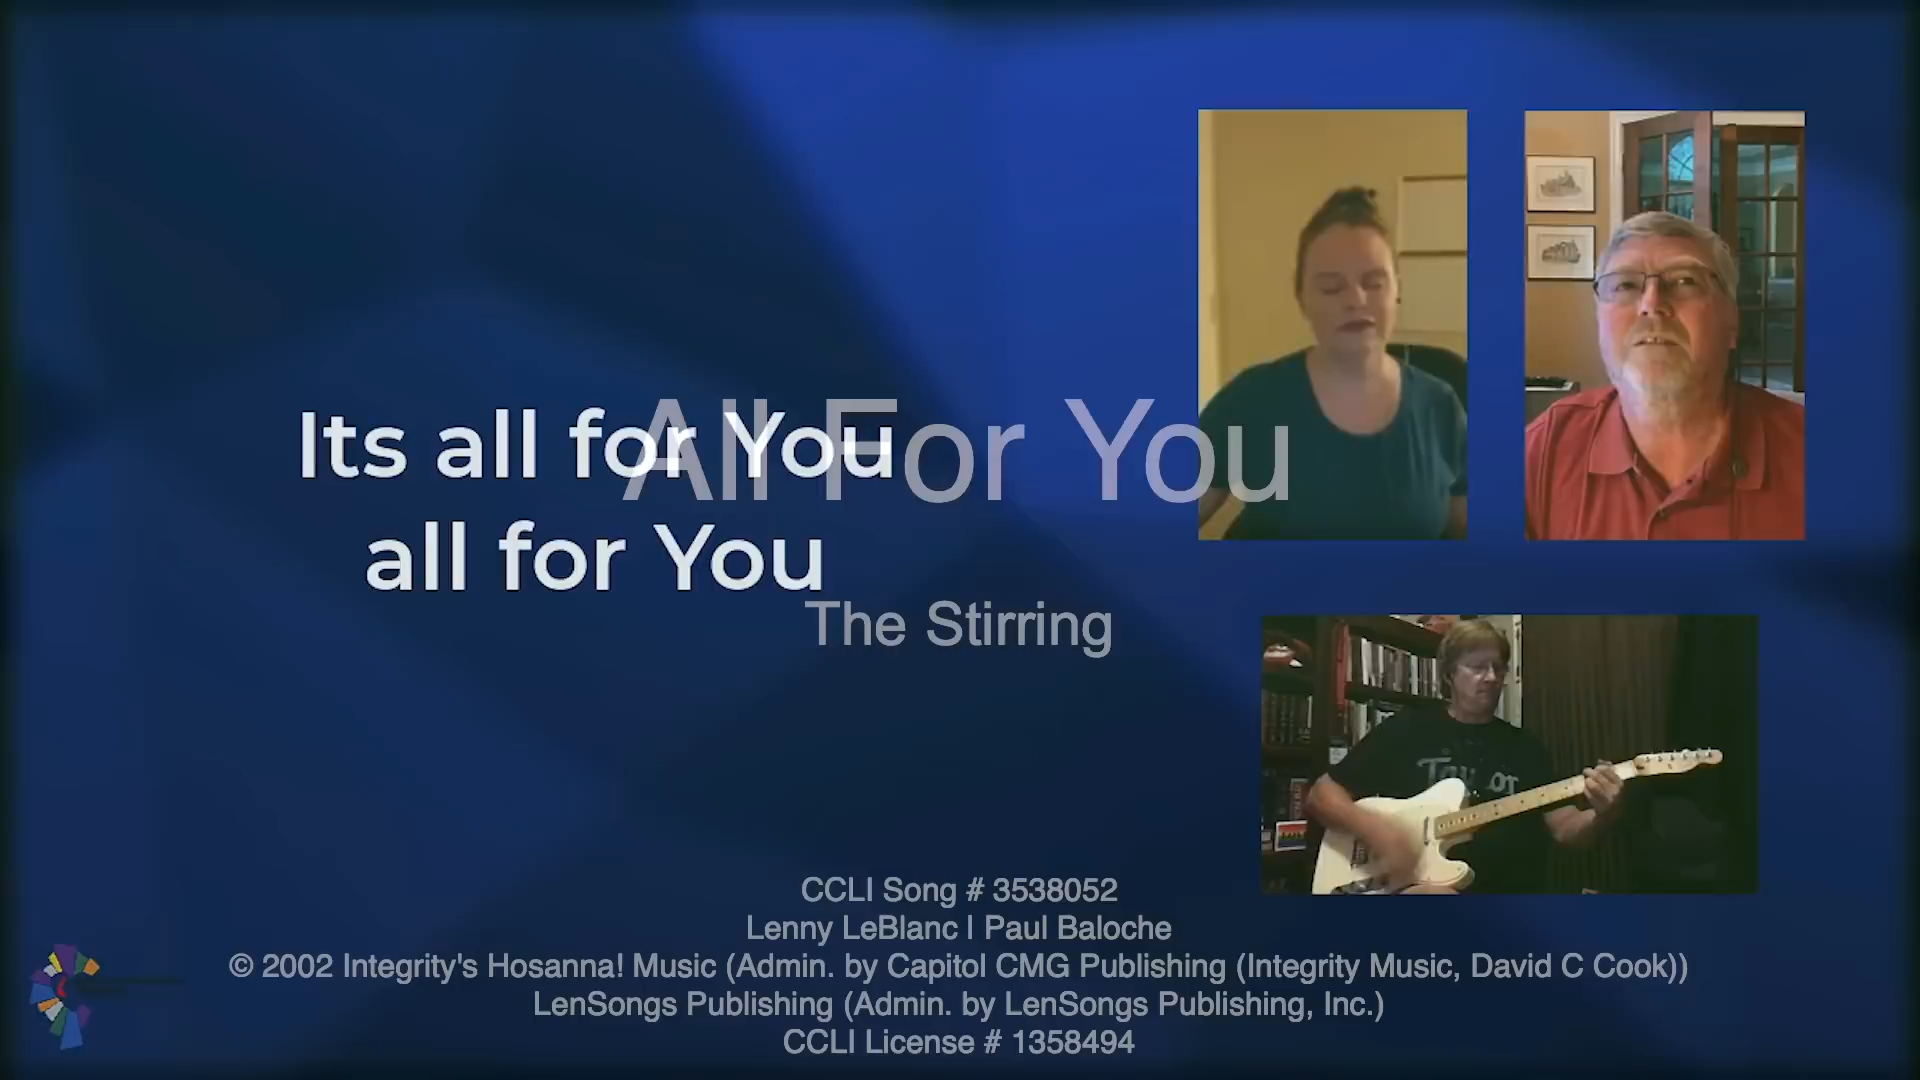 Its all for You
all for You
All For You
The Stirring
CCLI Song # 3538052
Lenny LeBlanc | Paul Baloche
© 2002 Integrity's Hosanna! Music (Admin. by Capitol CMG Publishing (Integrity Music, David C Cook))
LenSongs Publishing (Admin. by LenSongs Publishing, Inc.)
CCLI License # 1358494